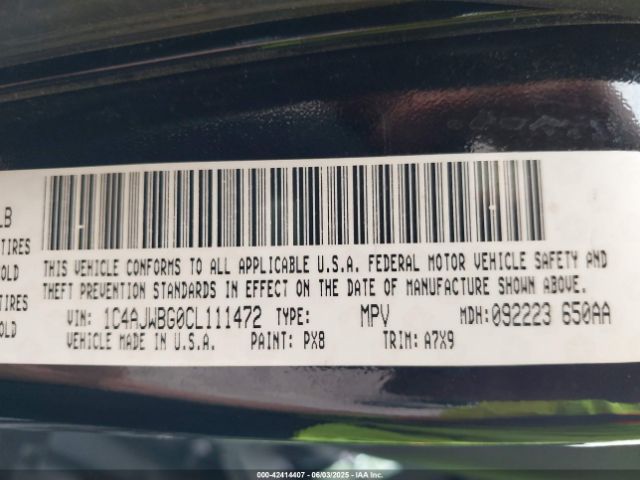 LB
TIRES
OLD
TIRES
OLD
THIS VEHICLE CONFORMS TO ALL APPLICABLE U.S.A. FEDERAL MOTOR VEHICLE SAFETY AND
THEFT PREVENTION STANDARDS IN EFFECT ON THE DATE OF MANUFACTURE SHOWN ABOVE.
VIN: 1C4AJWBG0CL111472 TYPE: MPV MDH:092223 650AA
VEHICLE MADE IN U.S.A. PAINT: PX8 TRIM: A7X9
000-42414407 - 06/03/2025 - IAA Inc.